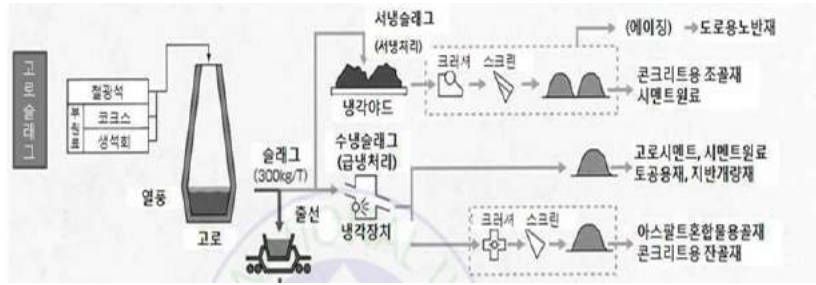 고로슬래그
철광석
부원료
코크스
생석회
열풍
고로
슬래그
(300kg/T)
출선
서냉슬래그
(서냉처리)
냉각야드
크러셔
스크린
(에이징)
도로용노반재
콘크리트용 조골재
시멘트원료
수냉슬래그
(급냉처리)
냉각장치
고로시멘트, 시멘트원료
토공용재, 지반개량재
크러셔
스크린
아스팔트혼합물용골재
콘크리트용 잔골재